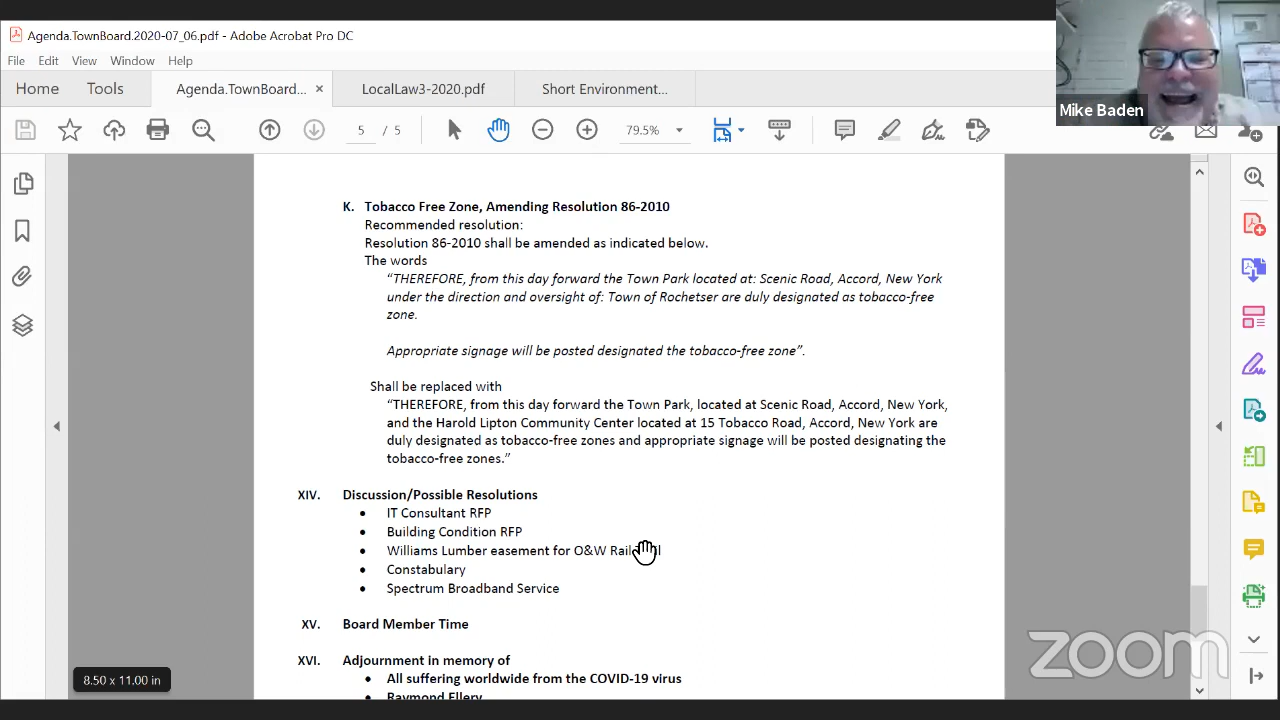 Agenda.TownBoard.2020-07_06.pdf - Adobe Acrobat Pro DC
File Edit View Window Help
Home Tools Agenda.TownBoard... × LocalLaw3-2020.pdf Short Environment...
5 / 5 79.5%
Mike Baden
K. Tobacco Free Zone, Amending Resolution 86-2010
Recommended resolution:
Resolution 86-2010 shall be amended as indicated below.
The words
“THEREFORE, from this day forward the Town Park located at: Scenic Road, Accord, New York
under the direction and oversight of: Town of Rochetser are duly designated as tobacco-free
zone.
Appropriate signage will be posted designated the tobacco-free zone”.
Shall be replaced with
“THEREFORE, from this day forward the Town Park, located at Scenic Road, Accord, New York,
and the Harold Lipton Community Center located at 15 Tobacco Road, Accord, New York are
duly designated as tobacco-free zones and appropriate signage will be posted designating the
tobacco-free zones.”
XIV. Discussion/Possible Resolutions
• IT Consultant RFP
• Building Condition RFP
• Williams Lumber easement for O&W
• Constabulary
• Spectrum Broadband Service
XV. Board Member Time
XVI. Adjournment in memory of
• All suffering worldwide from the COVID-19 virus
• Raymond Ellery
8.50 x 11.00 in
zoom